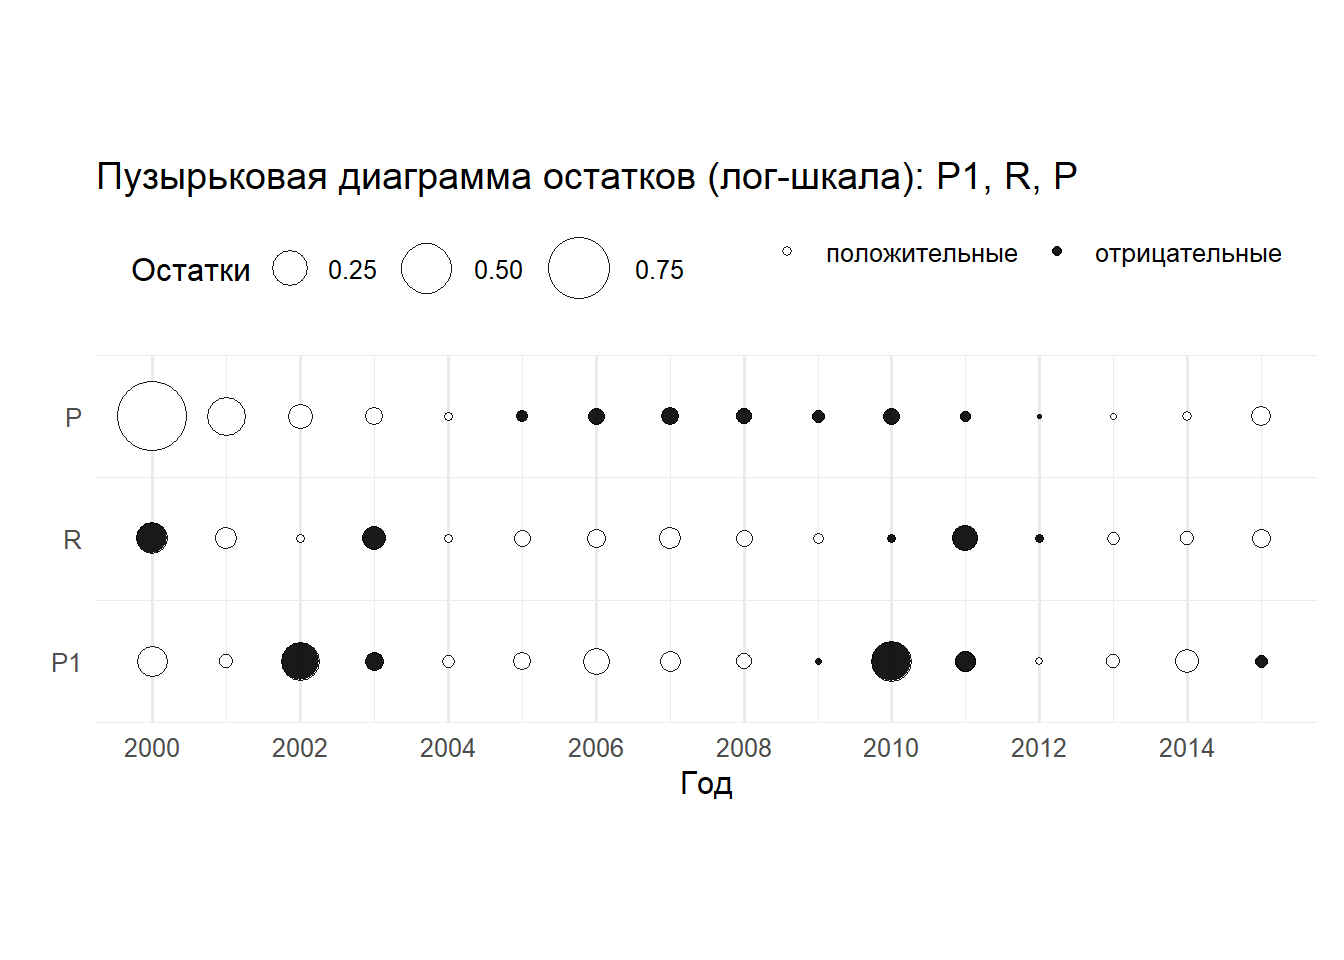 Пузырьковая диаграмма остатков (лог-шкала): P1, R, P
Остатки 0.25 0.50 0.75 положительные отрицательные
P
R
P1
2000 2002 2004 2006 2008 2010 2012 2014
Год